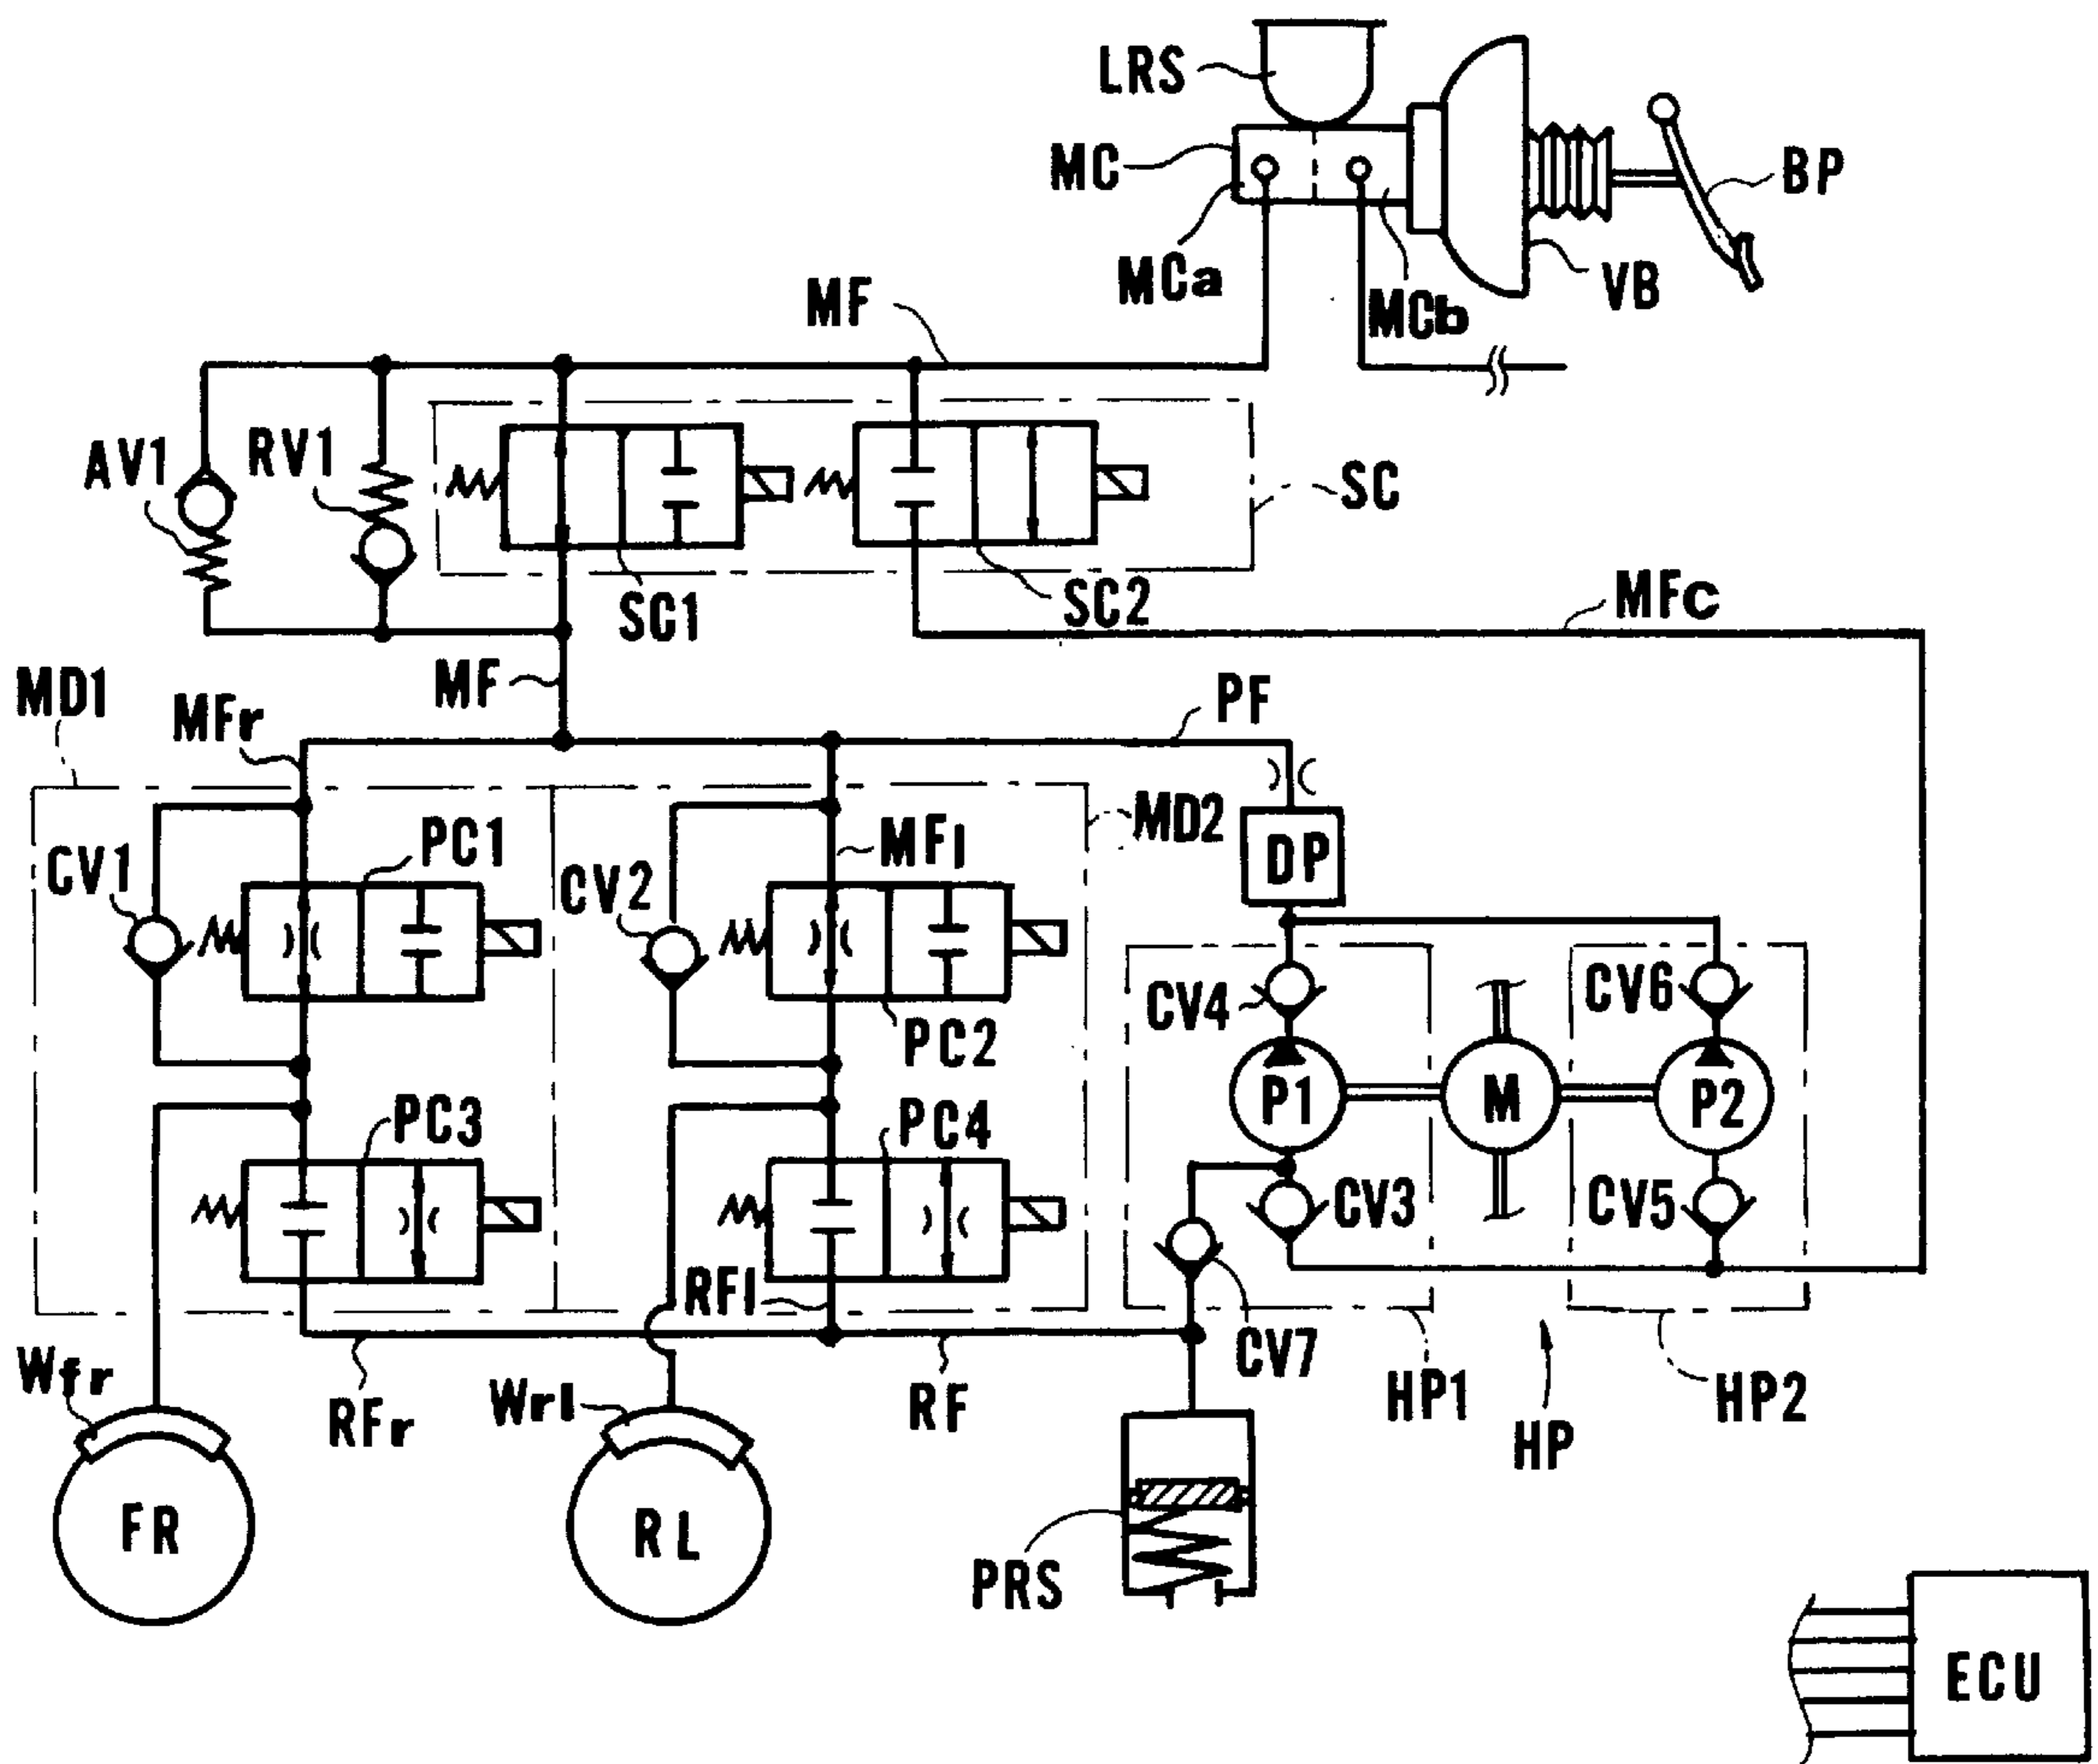 LRS
MC
BP
MCa
MCb
VB
MF
AV1
RV1
SC
SC1
SC2
MFc
MD1
MFr
MF
PF
CV1
PC1
CV2
MFl
MD2
DP
CV4
CV6
PC2
P1
M
P2
PC3
PC4
CV3
CV5
RFl
CV7
Wfr
RFr
Wrl
RF
HP1
HP
HP2
FR
RL
PRS
ECU